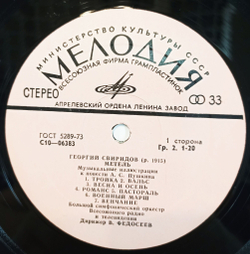 МИНИСТЕРСТВО КУЛЬТУРЫ СССР
МЕЛОДИЯ
ВСЕСОЮЗНАЯ ФИРМА ГРАМПЛАСТИНОК
СТЕРЕО
33
АПРЕЛЕВСКИЙ ОРДЕНА ЛЕНИНА ЗАВОД
ГОСТ 5289-73
С10—06383
1 сторона
Гр. 2. 1-20
ГЕОРГИЙ СВИРИДОВ (р. 1915)
МЕТЕЛЬ
Музыкальные иллюстрации
к повести А. С. Пушкина
1. ТРОЙКА 2. ВАЛЬС
3. ВЕСНА И ОСЕНЬ
4. РОМАНС 5. ПАСТОРАЛЬ
6. ВОЕННЫЙ МАРШ
7. ВЕНЧАНИЕ
Большой симфонический оркестр
Всесоюзного радио
и телевидения
Дирижер В. ФЕДОСЕЕВ